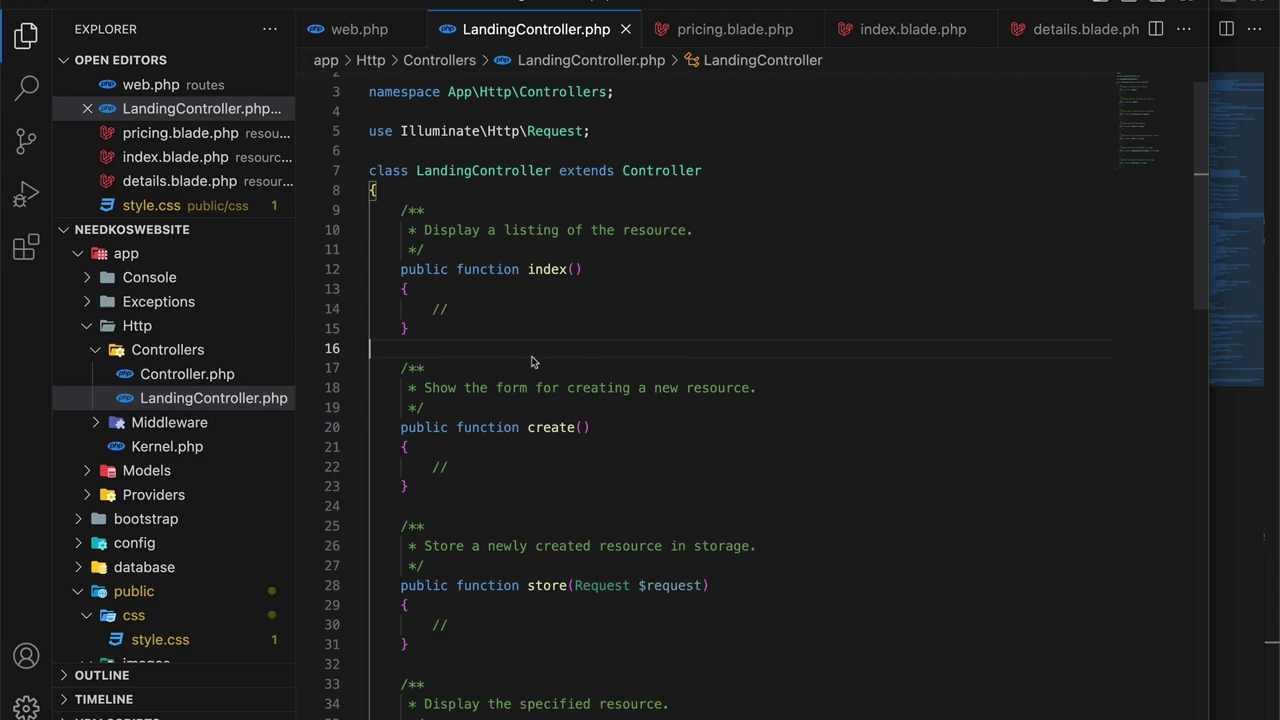 EXPLORER
OPEN EDITORS
web.php routes
LandingController.php...
pricing.blade.php resou...
index.blade.php resourc...
details.blade.php resour...
style.css public/css 1
NEEDKOSWEBSITE
app
Console
Exceptions
Http
Controllers
Controller.php
LandingController.php
Middleware
Kernel.php
Models
Providers
bootstrap
config
database
public
css
style.css 1
OUTLINE
TIMELINE
web.php LandingController.php pricing.blade.php index.blade.php details.blade.ph
app > Http > Controllers > LandingController.php > LandingController
2
3 namespace App\Http\Controllers;
4
5 use Illuminate\Http\Request;
6
7 class LandingController extends Controller
8 {
9 /**
10 * Display a listing of the resource.
11 */
12 public function index()
13 {
14 //
15 }
16
17 /**
18 * Show the form for creating a new resource.
19 */
20 public function create()
21 {
22 //
23 }
24
25 /**
26 * Store a newly created resource in storage.
27 */
28 public function store(Request $request)
29 {
30 //
31 }
32
33 /**
34 * Display the specified resource.